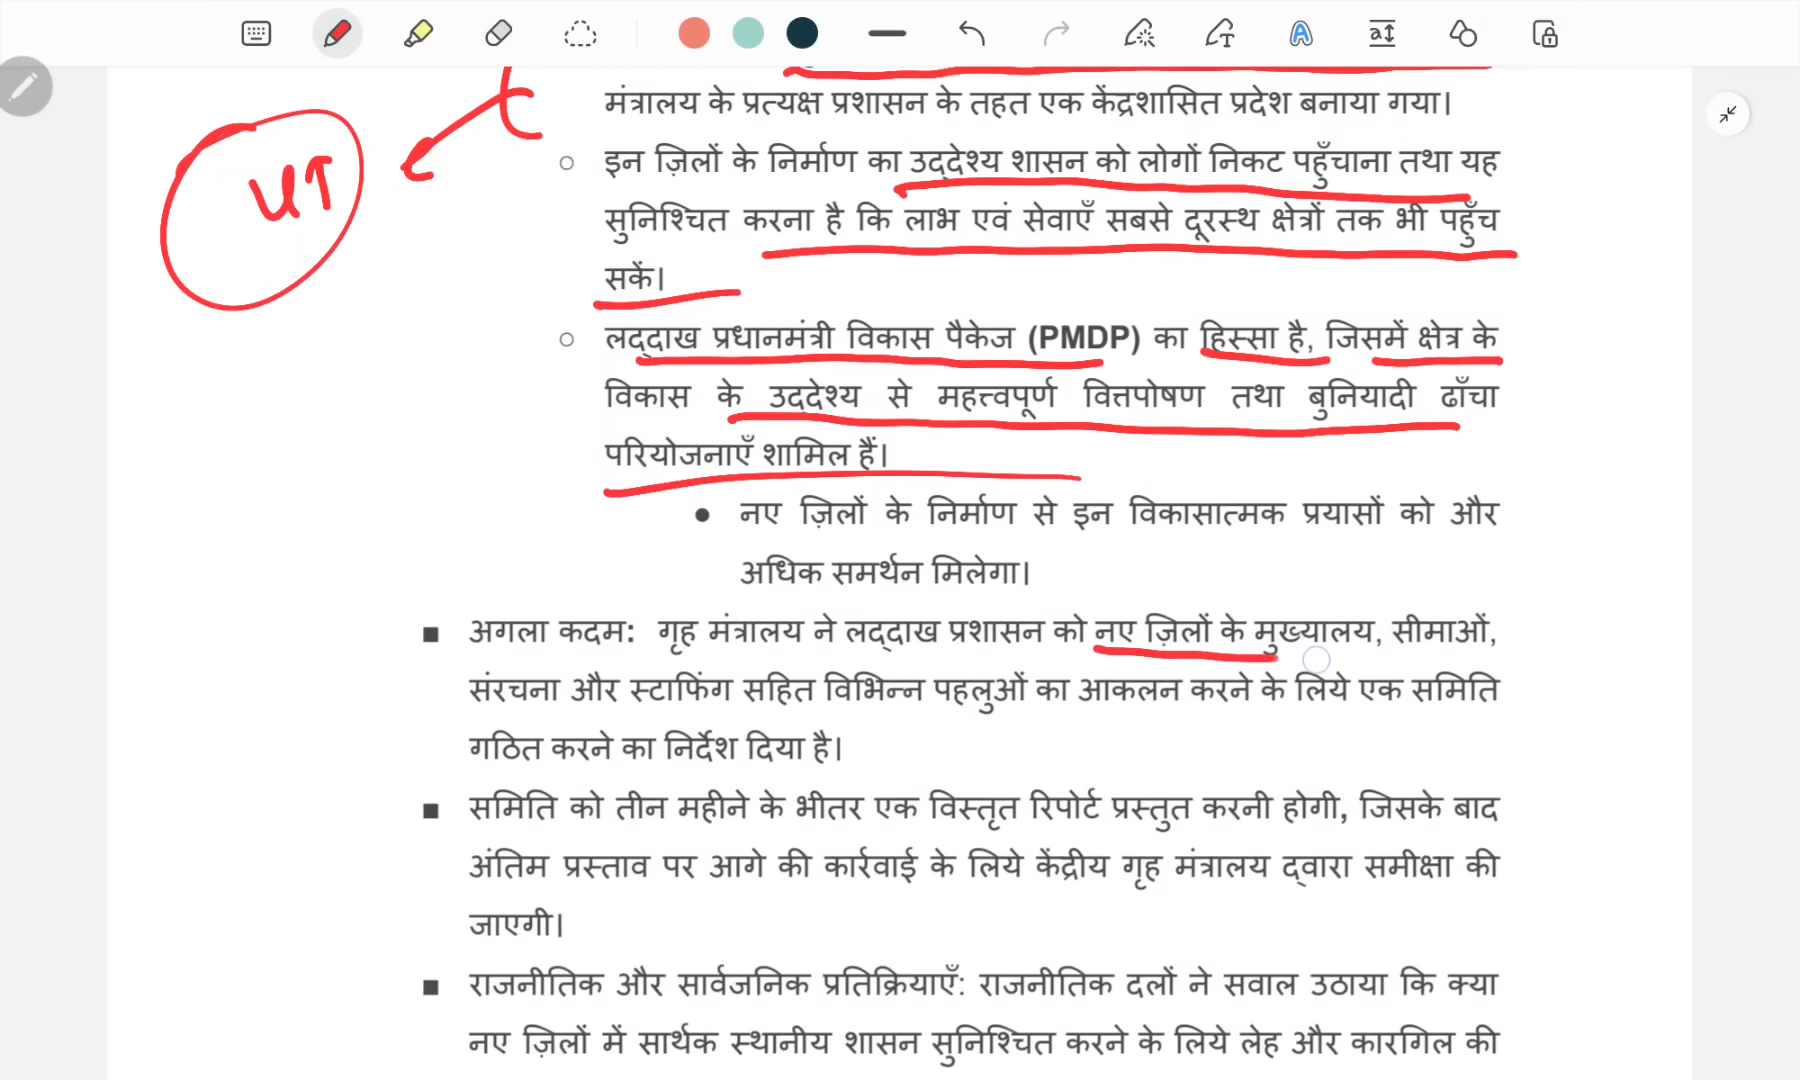 UT
मंत्रालय के प्रत्यक्ष प्रशासन के तहत एक केंद्रशासित प्रदेश बनाया गया।
इन ज़िलों के निर्माण का उद्देश्य शासन को लोगों निकट पहुँचाना तथा यह
सुनिश्चित करना है कि लाभ एवं सेवाएँ सबसे दूरस्थ क्षेत्रों तक भी पहुँच
सकें।
लद्दाख प्रधानमंत्री विकास पैकेज (PMDP) का हिस्सा है, जिसमें क्षेत्र के
विकास के उद्देश्य से महत्त्वपूर्ण वित्तपोषण तथा बुनियादी ढाँचा
परियोजनाएँ शामिल हैं।
नए ज़िलों के निर्माण से इन विकासात्मक प्रयासों को और
अधिक समर्थन मिलेगा।
अगला कदम: गृह मंत्रालय ने लद्दाख प्रशासन को नए ज़िलों के मुख्यालय, सीमाओं,
संरचना और स्टाफिंग सहित विभिन्न पहलुओं का आकलन करने के लिये एक समिति
गठित करने का निर्देश दिया है।
समिति को तीन महीने के भीतर एक विस्तृत रिपोर्ट प्रस्तुत करनी होगी, जिसके बाद
अंतिम प्रस्ताव पर आगे की कार्रवाई के लिये केंद्रीय गृह मंत्रालय द्वारा समीक्षा की
जाएगी।
राजनीतिक और सार्वजनिक प्रतिक्रियाएँ: राजनीतिक दलों ने सवाल उठाया कि क्या
नए ज़िलों में सार्थक स्थानीय शासन सुनिश्चित करने के लिये लेह और कारगिल की